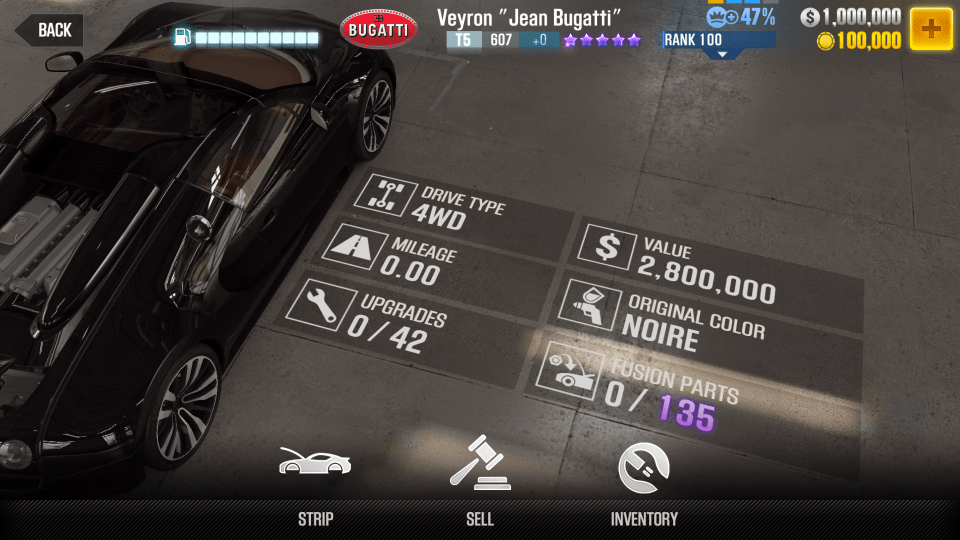 BACK
BUGATTI
Veyron "Jean Bugatti"
T5 607 +0
47%
RANK 100
$ 1,000,000
100,000
DRIVE TYPE
4WD
MILEAGE
0.00
UPGRADES
0/42
$ VALUE
2,800,000
ORIGINAL COLOR
NOIRE
FUSION PARTS
0/135
STRIP
SELL
INVENTORY